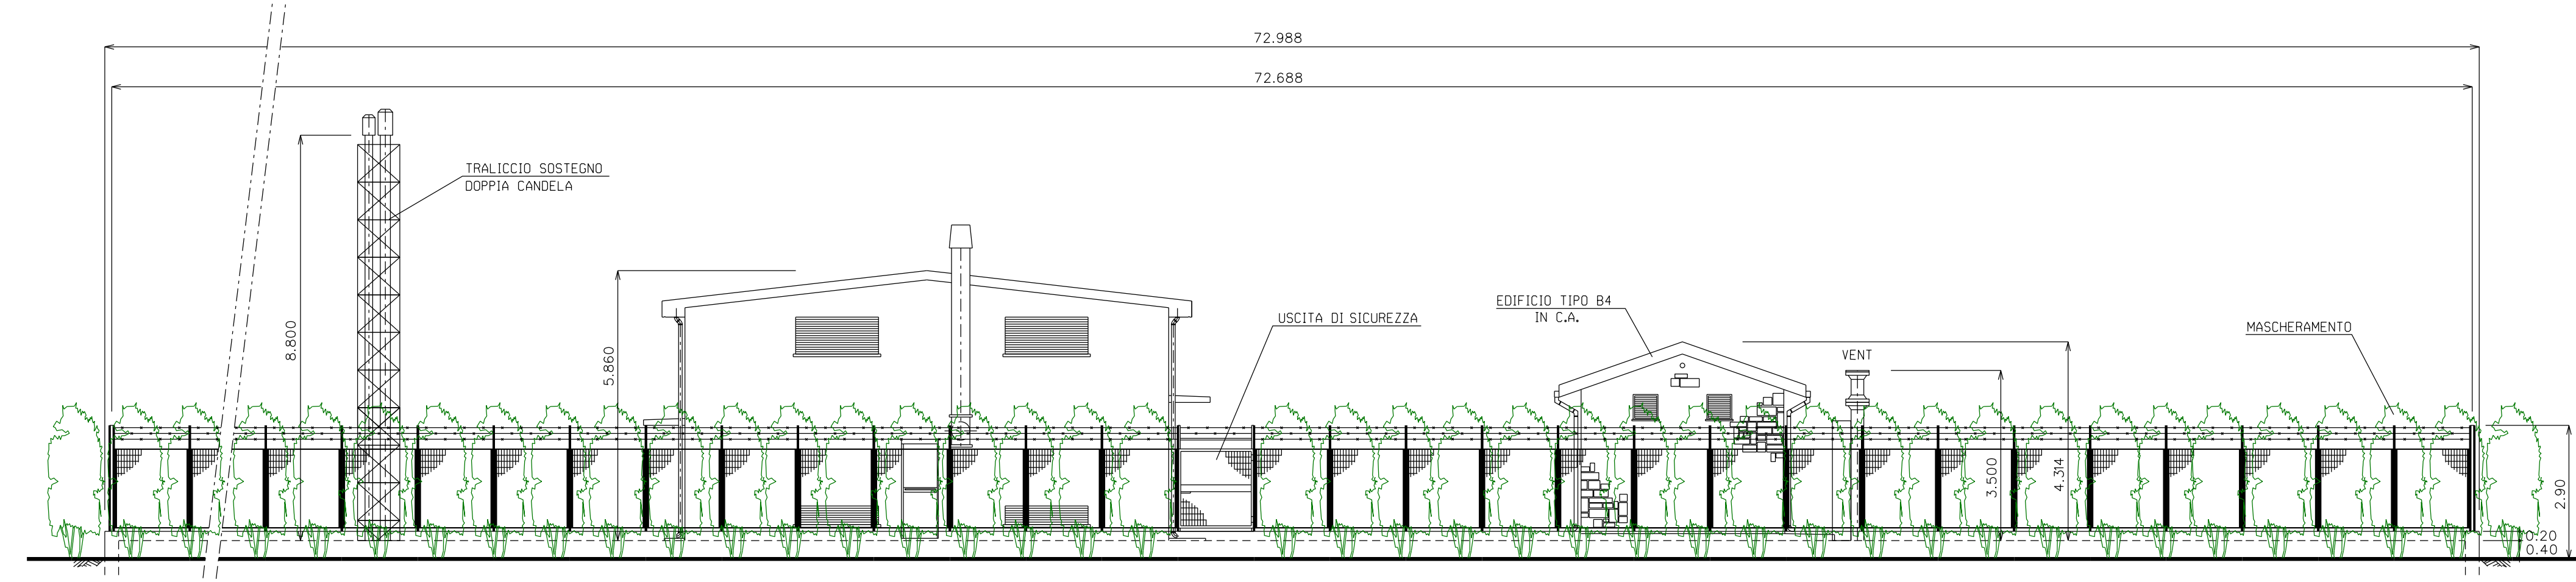 72.988
72.688
TRALICCIO SOSTEGNO
DOPPIA CANDELA
8.800
5.860
USCITA DI SICUREZZA
EDIFICIO TIPO B4
IN C.A.
VENT
MASCHERAMENTO
3.500
4.314
2.90
0.20
0.40